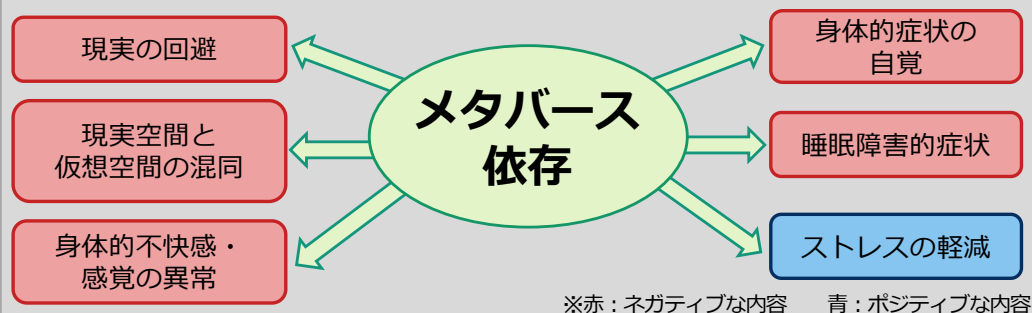 現実の回避
現実空間と
仮想空間の混同
身体的不快感・
感覚の異常
メタバース
依存
身体的症状の
自覚
睡眠障害的症状
ストレスの軽減
※赤：ネガティブな内容　青：ポジティブな内容